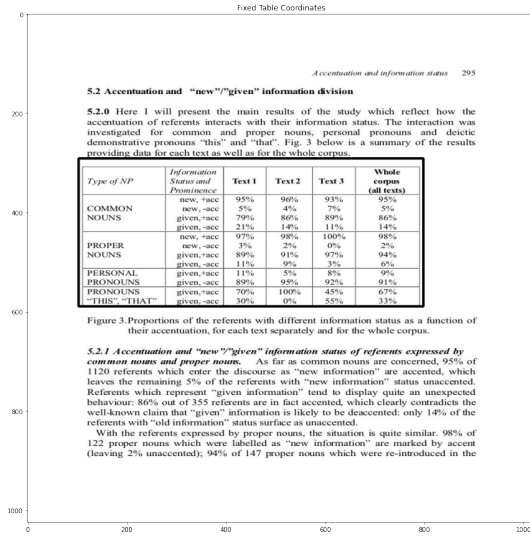 Fixed Table Coordinates
0
200
400
600
800
1000
Accentuation and information status 295
5.2 Accentuation and "new"/"given" information division
5.2.0 Here I will present the main results of the study which reflect how the
accentuation of referents interacts with their information status. The interaction was
investigated for common and proper nouns, personal pronouns and deictic
demonstrative pronouns "this" and "that". Fig. 3 below is a summary of the results
providing data for each text as well as for the whole corpus.
Type of NP Information Status and Prominence Text 1 Text 2 Text 3 Whole corpus (all texts)
new, +acc 95% 96% 93% 95%
COMMON new, -acc 5% 4% 7% 5%
NOUNS given,+acc 79% 86% 89% 86%
given, -acc 21% 14% 11% 14%
new, +acc 97% 98% 100% 98%
PROPER new, -acc 3% 2% 0% 2%
NOUNS given,+acc 89% 91% 97% 94%
given, -acc 11% 9% 3% 6%
PERSONAL given,+acc 11% 5% 8% 9%
PRONOUNS given, -acc 89% 95% 92% 91%
PRONOUNS given,+acc 70% 100% 45% 67%
"THIS", "THAT" given, -acc 30% 0% 55% 33%
Figure 3.Proportions of the referents with different information status as a function of
their accentuation, for each text separately and for the whole corpus.
5.2.1 Accentuation and "new"/"given" information status of referents expressed by
common nouns and proper nouns. As far as common nouns are concerned, 95% of
1120 referents which enter the discourse as "new information" are accented, which
leaves the remaining 5% of the referents with "new information" status unaccented.
Referents which represent "given information" tend to display quite an unexpected
behaviour: 86% out of 355 referents are in fact accented, which clearly contradicts the
well-known claim that "given" information is likely to be deaccented: only 14% of the
referents with "old information" status surface as unaccented.
With the referents expressed by proper nouns, the situation is quite similar. 98% of
122 proper nouns which were labelled as "new information" are marked by accent
(leaving 2% unaccented); 94% of 147 proper nouns which were re-introduced in the
0 200 400 600 800 1000